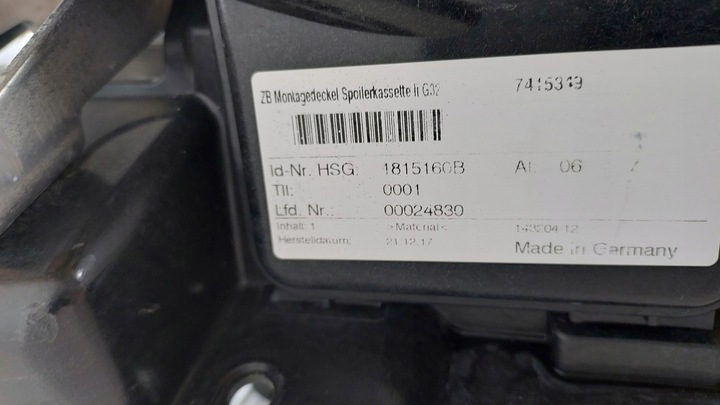 ZB Montagedeckel Spoilerkassette li G32 7415319
Id-Nr. HSG: 1815160B AI: 06
Tll: 0001
Lfd. Nr.: 00024830
Inhalt: 1 >Material<
Herstelldatum: 21.12.17 Made in Germany